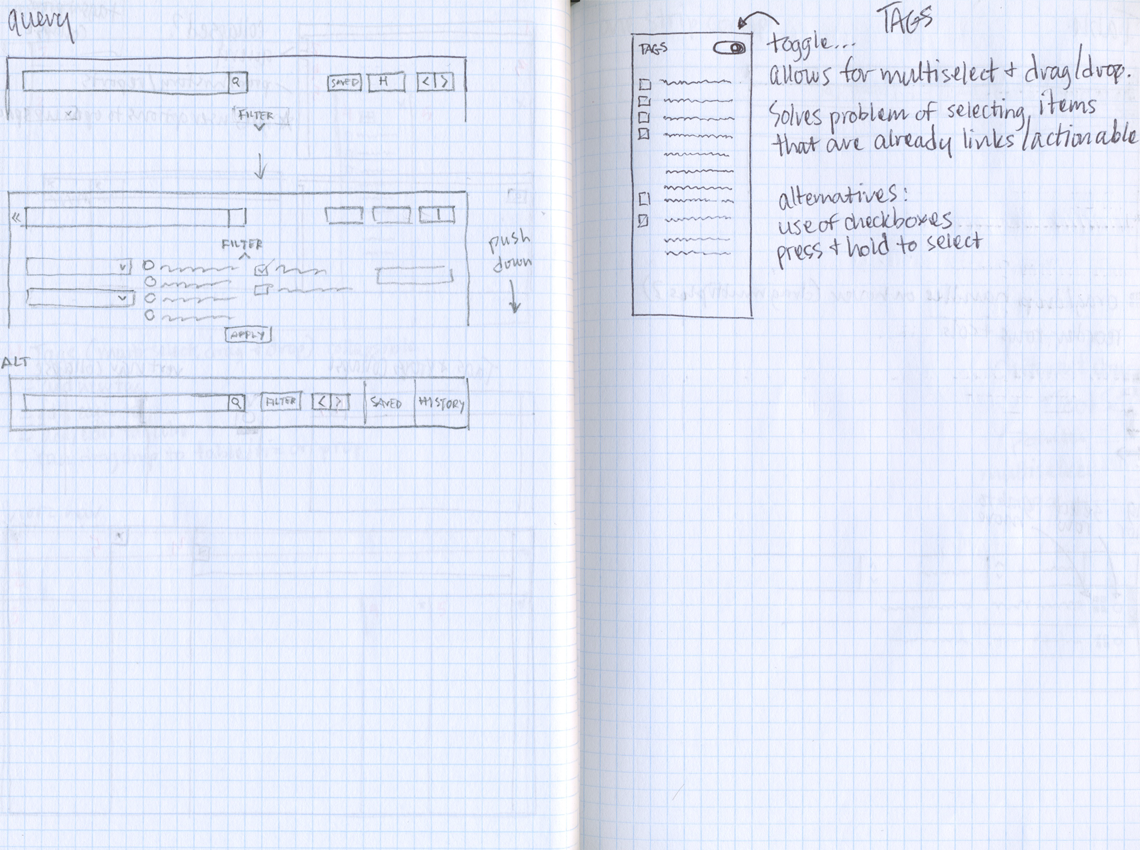 query
SAVED H < | >
FILTER
«
FILTER
push
down
APPLY
ALT
FILTER < | > SAVED HISTORY
TAGS
TAGS
toggle...
allows for multiselect + drag/drop.
Solves problem of selecting items
that are already links/actionable
alternatives:
use of checkboxes
press + hold to select